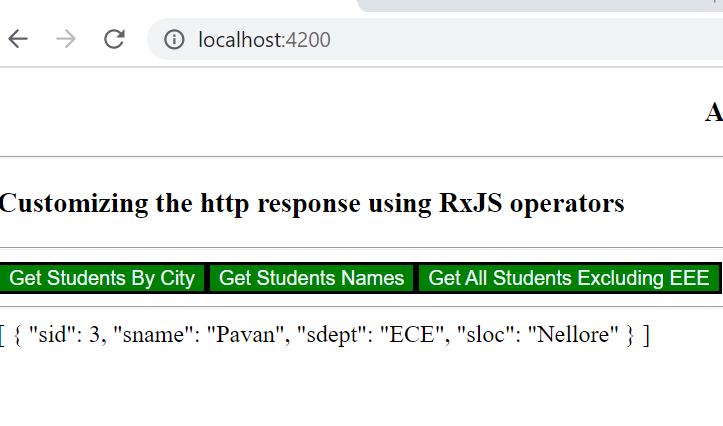 localhost:4200
A
Customizing the http response using RxJS operators
Get Students By City Get Students Names Get All Students Excluding EEE
[ { "sid": 3, "sname": "Pavan", "sdept": "ECE", "sloc": "Nellore" } ]